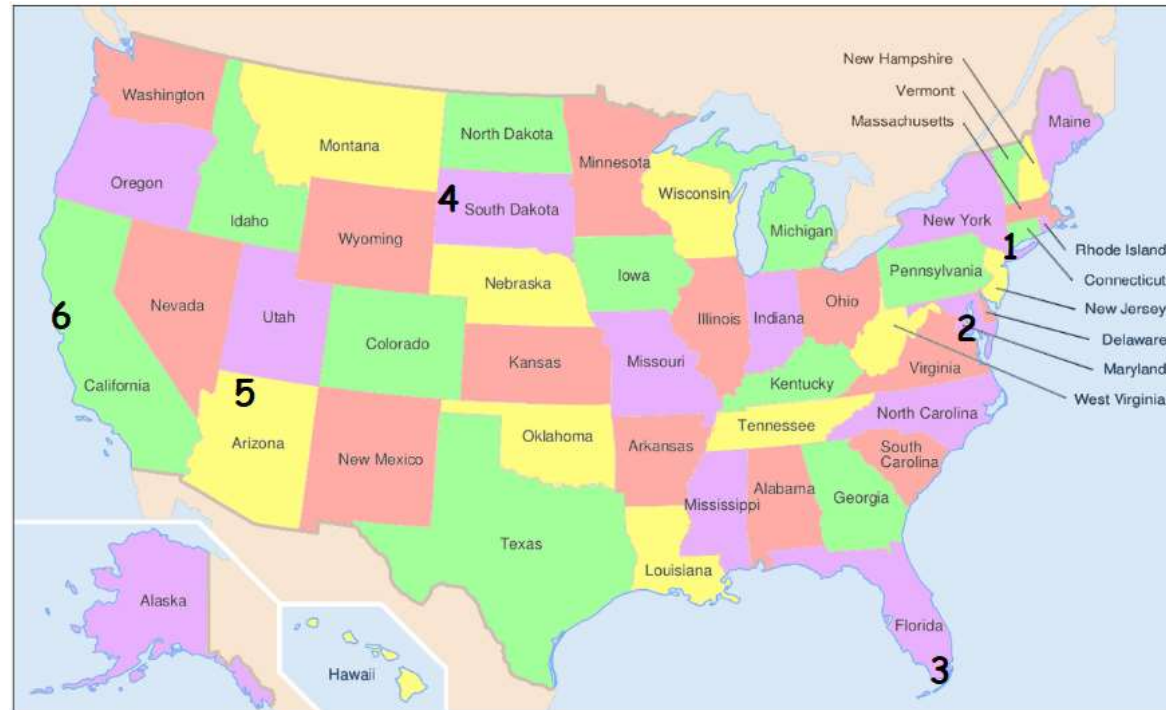 New Hampshire
Vermont
Massachusetts
Washington
Montana
North Dakota
Minnesota
Maine
Oregon
Idaho
Wyoming
4
South Dakota
Wisconsin
Michigan
New York
1
Rhode Island
Connecticut
New Jersey
Delaware
Maryland
West Virginia
6
Nevada
Utah
Colorado
Nebraska
Iowa
Illinois
Indiana
Ohio
Pennsylvania
2
California
5
Arizona
New Mexico
Kansas
Missouri
Kentucky
Virginia
Oklahoma
Arkansas
Tennessee
North Carolina
South
Carolina
Texas
Louisiana
Mississippi
Alabama
Georgia
Florida
3
Alaska
Hawaii